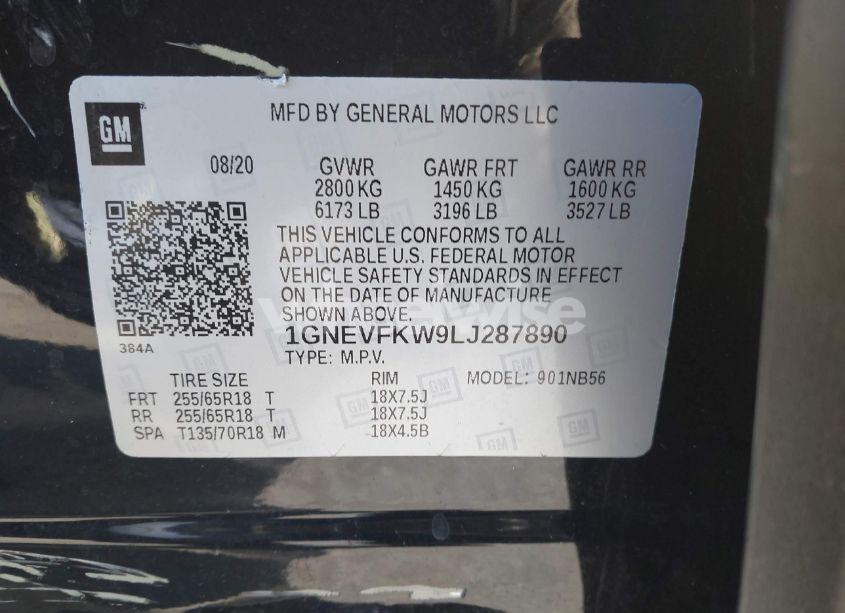 GM
MFD BY GENERAL MOTORS LLC
08/20 GVWR GAWR FRT GAWR RR
2800 KG 1450 KG 1600 KG
6173 LB 3196 LB 3527 LB
THIS VEHICLE CONFORMS TO ALL
APPLICABLE U.S. FEDERAL MOTOR
VEHICLE SAFETY STANDARDS IN EFFECT
ON THE DATE OF MANUFACTURE
SHOWN ABOVE.
1GNEVFKW9LJ287890
384A
TYPE: M.P.V.
TIRE SIZE RIM MODEL: 901NB56
FRT 255/65R18 T 18X7.5J
RR 255/65R18 T 18X7.5J
SPA T135/70R18 M -18X4.5B